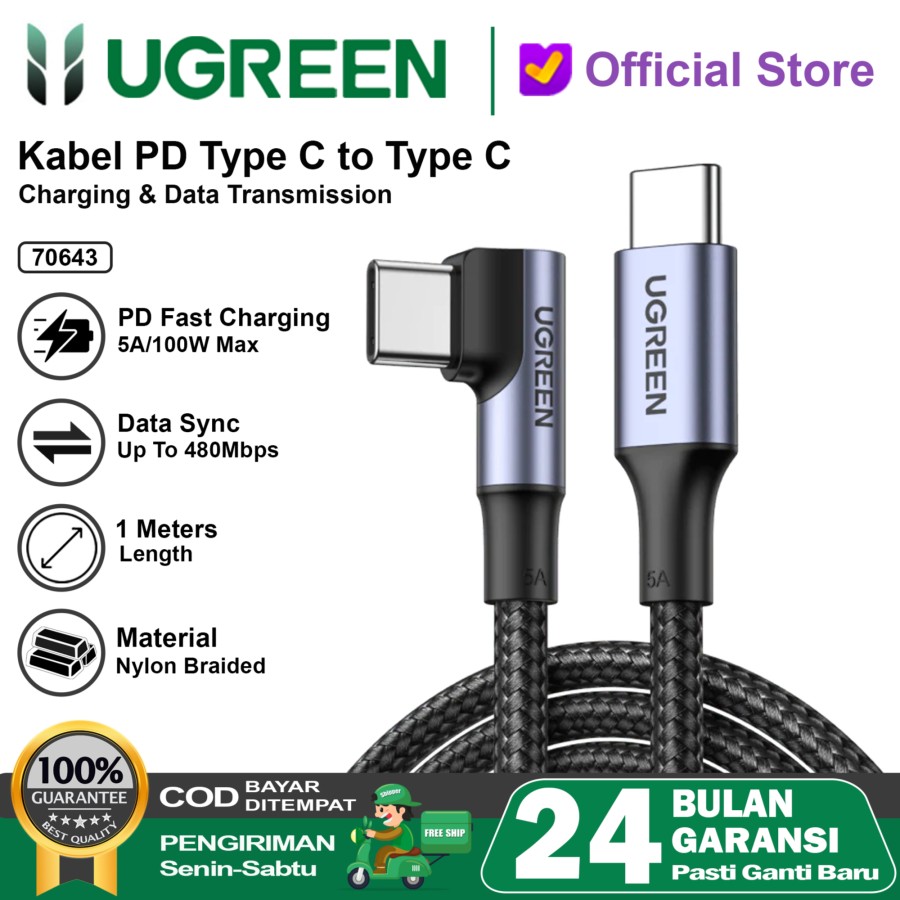 UGREEN
Official Store
Kabel PD Type C to Type C
Charging & Data Transmission
70643
PD Fast Charging
5A/100W Max
Data Sync
Up To 480Mbps
1 Meters
Length
Material
Nylon Braided
UGREEN
UGREEN
5A
5A
100%
GUARANTEE
BEST QUALITY
COD BAYAR
DITEMPAT
PENGIRIMAN
Senin-Sabtu
Shipper
FREE SHIP
24 BULAN
GARANSI
Pasti Ganti Baru